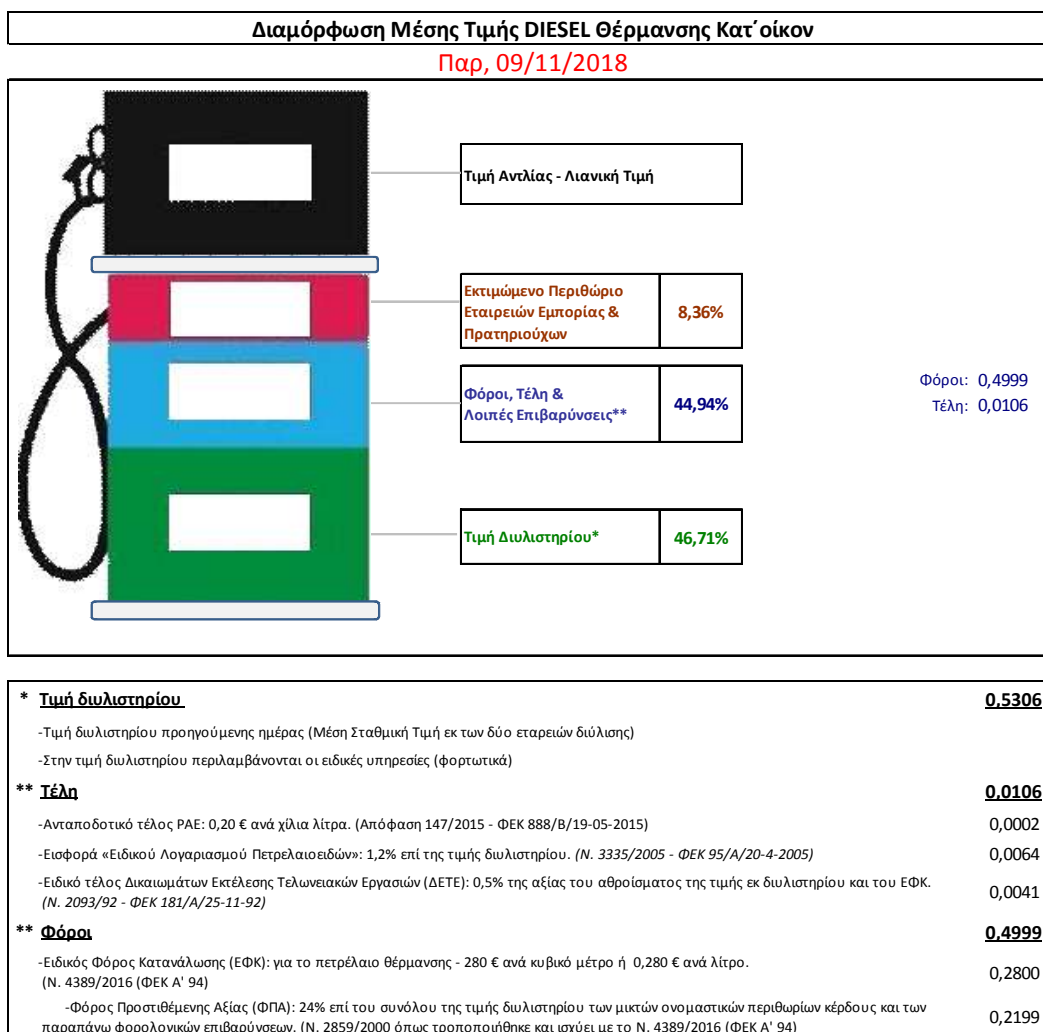 Διαμόρφωση Μέσης Τιμής DIESEL Θέρμανσης Κατ΄οίκον
Παρ, 09/11/2018
Τιμή Αντλίας - Λιανική Τιμή
Εκτιμώμενο Περιθώριο
Εταιρειών Εμπορίας &
Πρατηριούχων
8,36%
Φόροι, Τέλη &
Λοιπές Επιβαρύνσεις**
44,94%
Φόροι: 0,4999
Τέλη: 0,0106
Τιμή Διυλιστηρίου*
46,71%
* Τιμή διυλιστηρίου 0,5306
-Τιμή διυλιστηρίου προηγούμενης ημέρας (Μέση Σταθμική Τιμή εκ των δύο εταρειών διύλισης)
-Στην τιμή διυλιστηρίου περιλαμβάνονται οι ειδικές υπηρεσίες (φορτωτικά)
** Τέλη 0,0106
-Ανταποδοτικό τέλος ΡΑΕ: 0,20 € ανά χίλια λίτρα. (Απόφαση 147/2015 - ΦΕΚ 888/Β/19-05-2015) 0,0002
-Εισφορά «Ειδικού Λογαριασμού Πετρελαιοειδών»: 1,2% επί της τιμής διυλιστηρίου. (Ν. 3335/2005 - ΦΕΚ 95/Α/20-4-2005) 0,0064
-Ειδικό τέλος Δικαιωμάτων Εκτέλεσης Τελωνειακών Εργασιών (ΔΕΤΕ): 0,5% της αξίας του αθροίσματος της τιμής εκ διυλιστηρίου και του ΕΦΚ.
(Ν. 2093/92 - ΦΕΚ 181/Α/25-11-92) 0,0041
** Φόροι 0,4999
-Ειδικός Φόρος Κατανάλωσης (ΕΦΚ): για το πετρέλαιο θέρμανσης - 280 € ανά κυβικό μέτρο ή 0,280 € ανά λίτρο.
(Ν. 4389/2016 (ΦΕΚ Α' 94) 0,2800
-Φόρος Προστιθέμενης Αξίας (ΦΠΑ): 24% επί του συνόλου της τιμής διυλιστηρίου των μικτών ονομαστικών περιθωρίων κέρδους και των
παραπάνω φορολογικών επιβαρύνσεων. (Ν. 2859/2000 όπως τροποποιήθηκε και ισχύει με το Ν. 4389/2016 (ΦΕΚ Α' 94) 0,2199